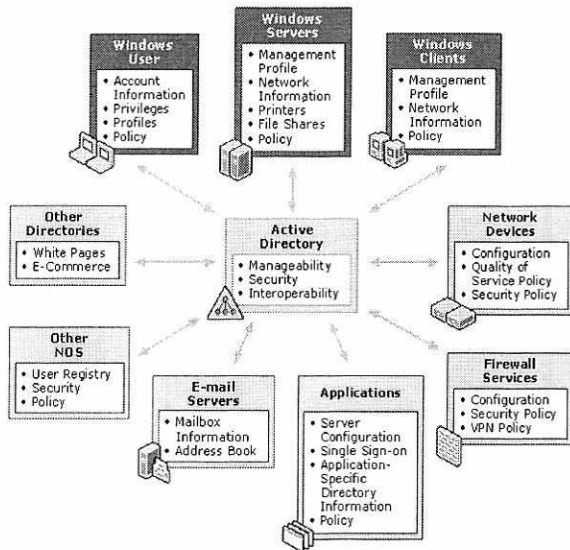 Windows
User
• Account
Information
• Privileges
• Profiles
• Policy
Windows
Servers
• Management
Profile
• Network
Information
• Printers
• File Shares
• Policy
Windows
Clients
• Management
Profile
• Network
Information
• Policy
Other
Directories
• White Pages
• E-Commerce
Active
Directory
• Manageability
• Security
• Interoperability
Network
Devices
• Configuration
• Quality of
Service Policy
• Security Policy
Other
NOS
• User Registry
• Security
• Policy
E-mail
Servers
• Mailbox
Information
• Address Book
Applications
• Server
Configuration
• Single Sign-on
• Application-
Specific
Directory
Information
• Policy
Firewall
Services
• Configuration
• Security Policy
• VPN Policy